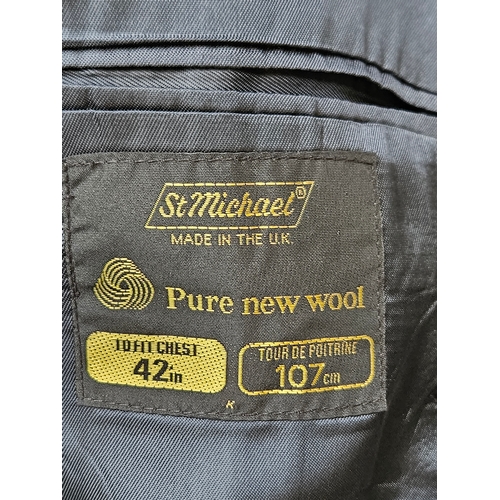 St Michael®
MADE IN THE U.K.
Pure new wool
TO FIT CHEST
42in
TOUR DE POITRINE
107cm
K